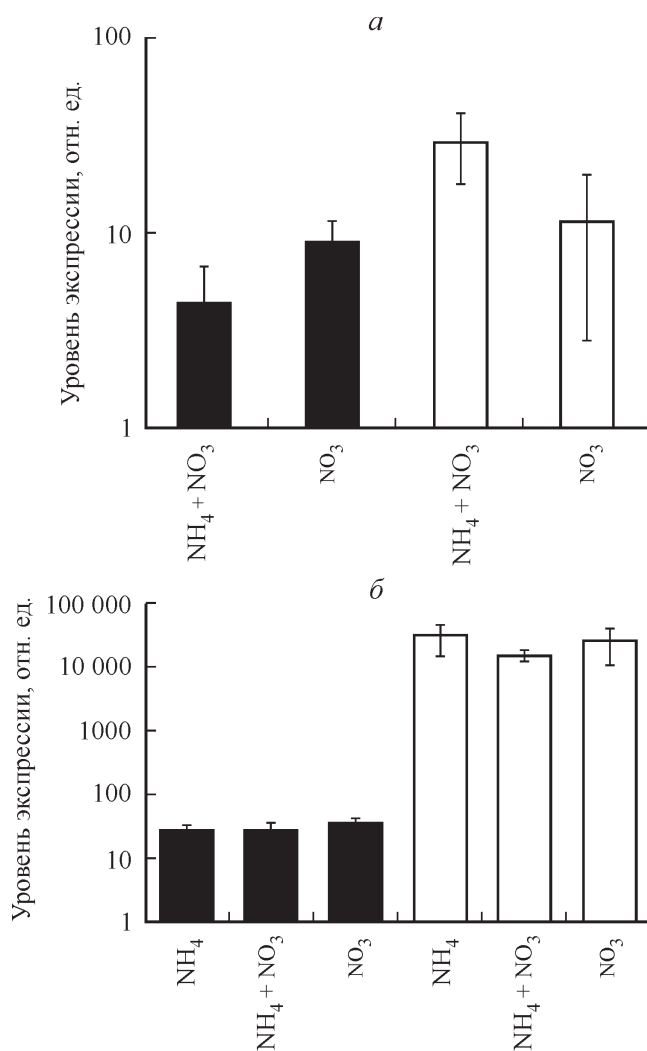 а
Уровень экспрессии, отн. ед.
100
10
1
NH4 + NO3
NO3
NH4 + NO3
NO3
б
Уровень экспрессии, отн. ед.
100 000
10 000
1000
100
10
1
NH4
NH4 + NO3
NO3
NH4
NH4 + NO3
NO3